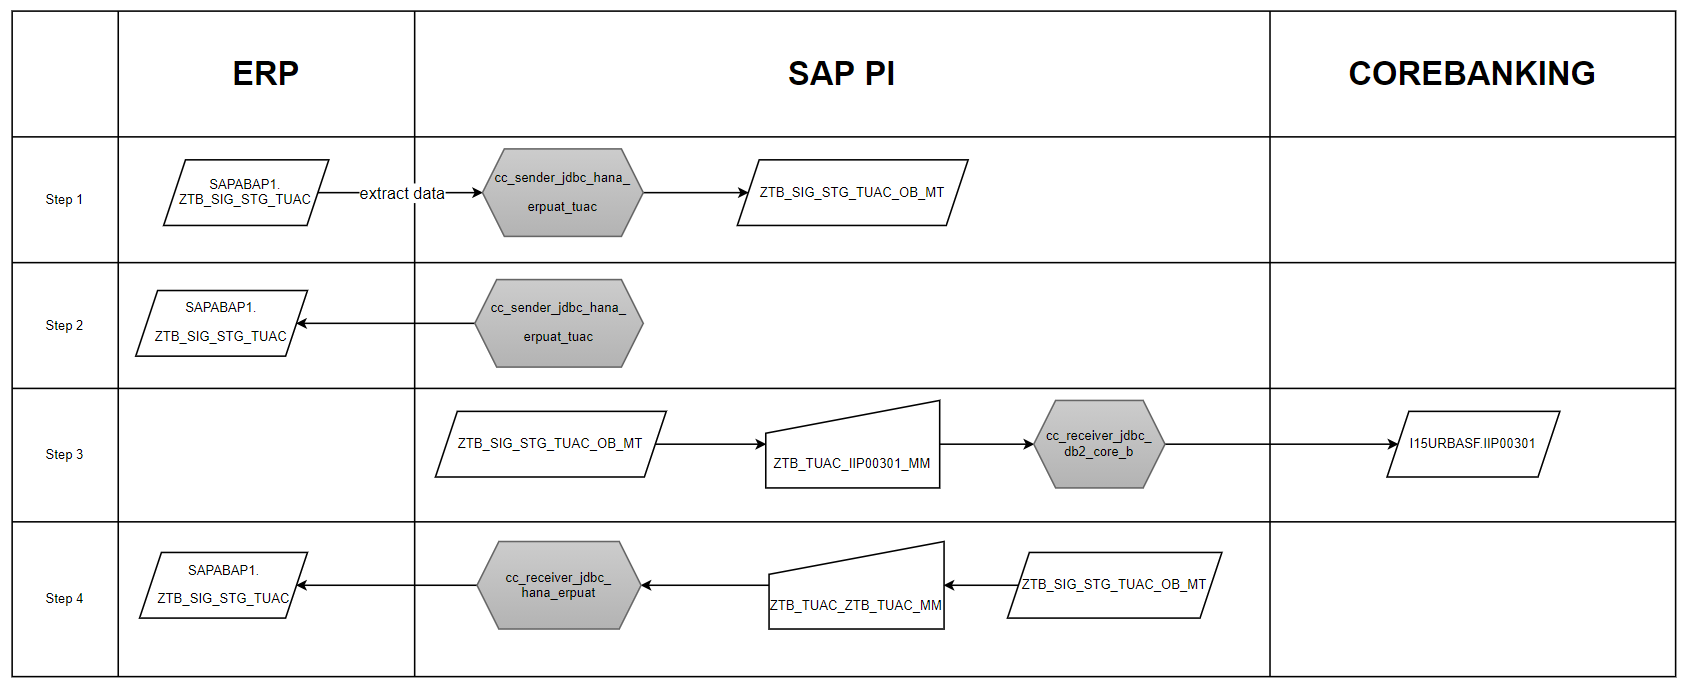 ERP
SAP PI
COREBANKING
Step 1
SAPABAP1.
ZTB_SIG_STG_TUAC
extract data
cc_sender_jdbc_hana_
erpuat_tuac
ZTB_SIG_STG_TUAC_OB_MT
Step 2
SAPABAP1.
ZTB_SIG_STG_TUAC
cc_sender_jdbc_hana_
erpuat_tuac
Step 3
ZTB_SIG_STG_TUAC_OB_MT
ZTB_TUAC_IIP00301_MM
cc_receiver_jdbc_
db2_core_b
I15URBASF.IIP00301
Step 4
SAPABAP1.
ZTB_SIG_STG_TUAC
cc_receiver_jdbc_
hana_erpuat
ZTB_TUAC_ZTB_TUAC_MM
ZTB_SIG_STG_TUAC_OB_MT